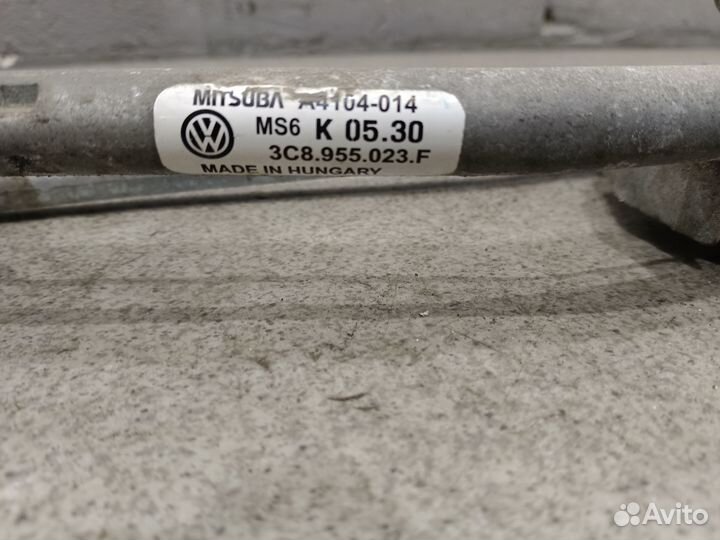 MITSUBA A4104-014
MS6 K 05.30
3C8.955.023.F
MADE IN HUNGARY
Avito